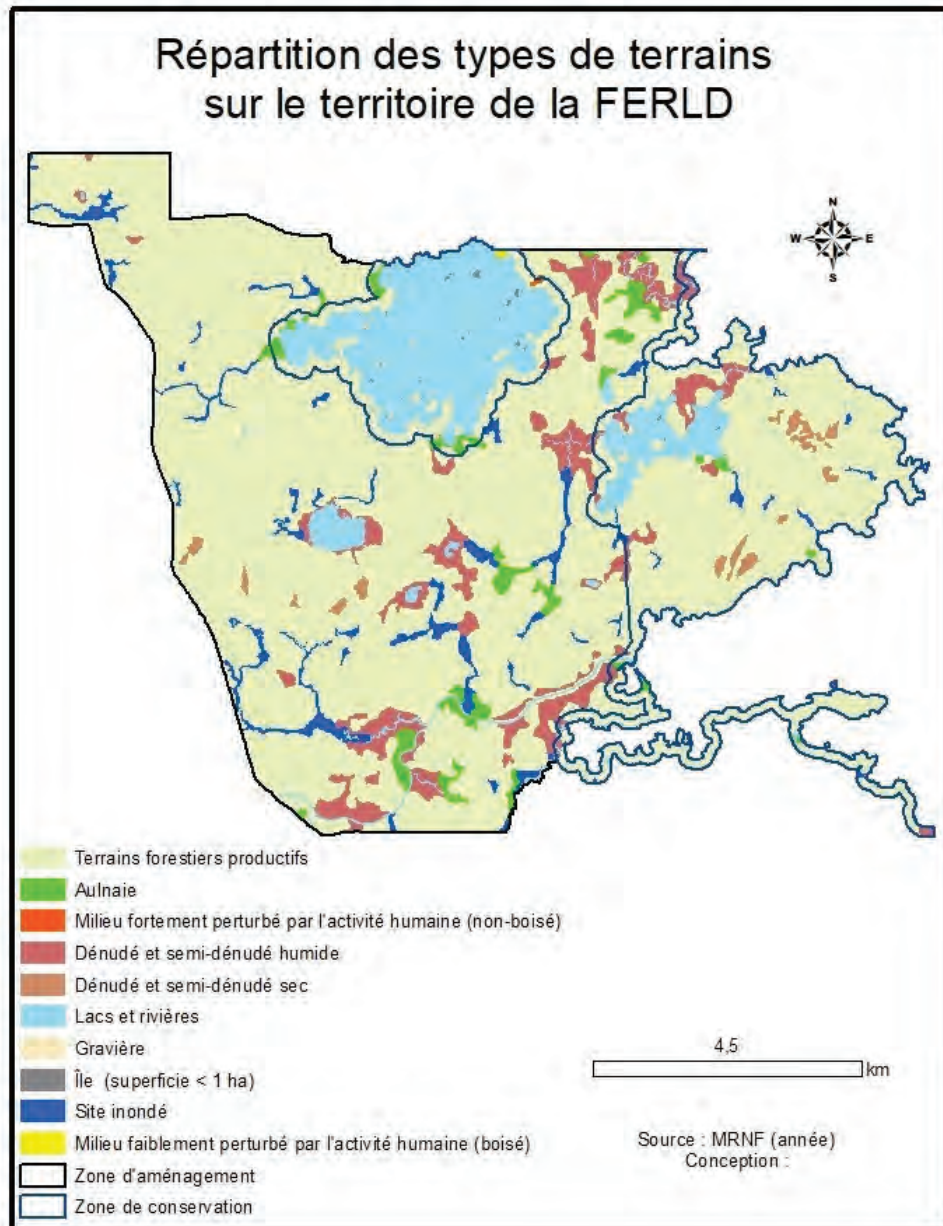 Répartition des types de terrains
sur le territoire de la FERLD
N
W E
S
Terrains forestiers productifs
Aulnaie
Milieu fortement perturbé par l'activité humaine (non-boisé)
Dénudé et semi-dénudé humide
Dénudé et semi-dénudé sec
Lacs et rivières
Gravière
Île (superficie < 1 ha)
Site inondé
Milieu faiblement perturbé par l'activité humaine (boisé)
Zone d'aménagement
Zone de conservation
4,5
km
Source : MRNF (année)
Conception :